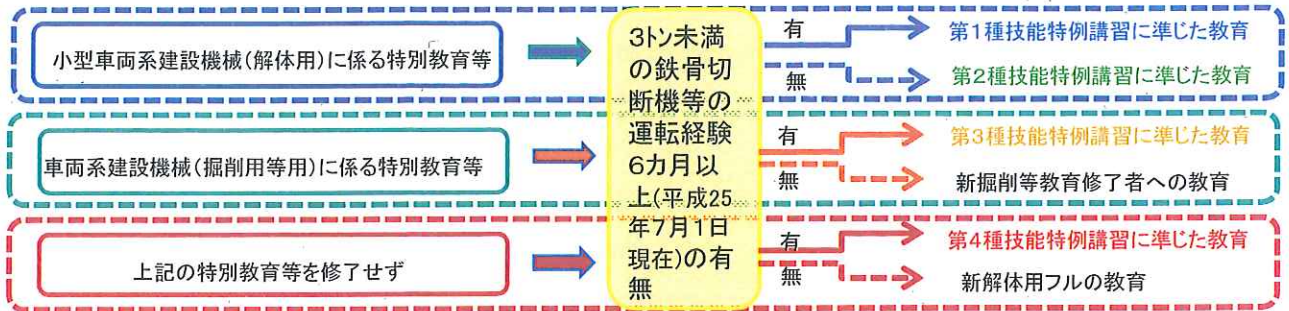 小型車両系建設機械(解体用)に係る特別教育等
車両系建設機械(掘削用等用)に係る特別教育等
上記の特別教育等を修了せず
3トン未満
の鉄骨切
断機等の
運転経験
6カ月以
上(平成25
年7月1日
現在)の有
無
有
第1種技能特例講習に準じた教育
無
第2種技能特例講習に準じた教育
有
第3種技能特例講習に準じた教育
無
新掘削等教育修了者への教育
有
第4種技能特例講習に準じた教育
無
新解体用フルの教育